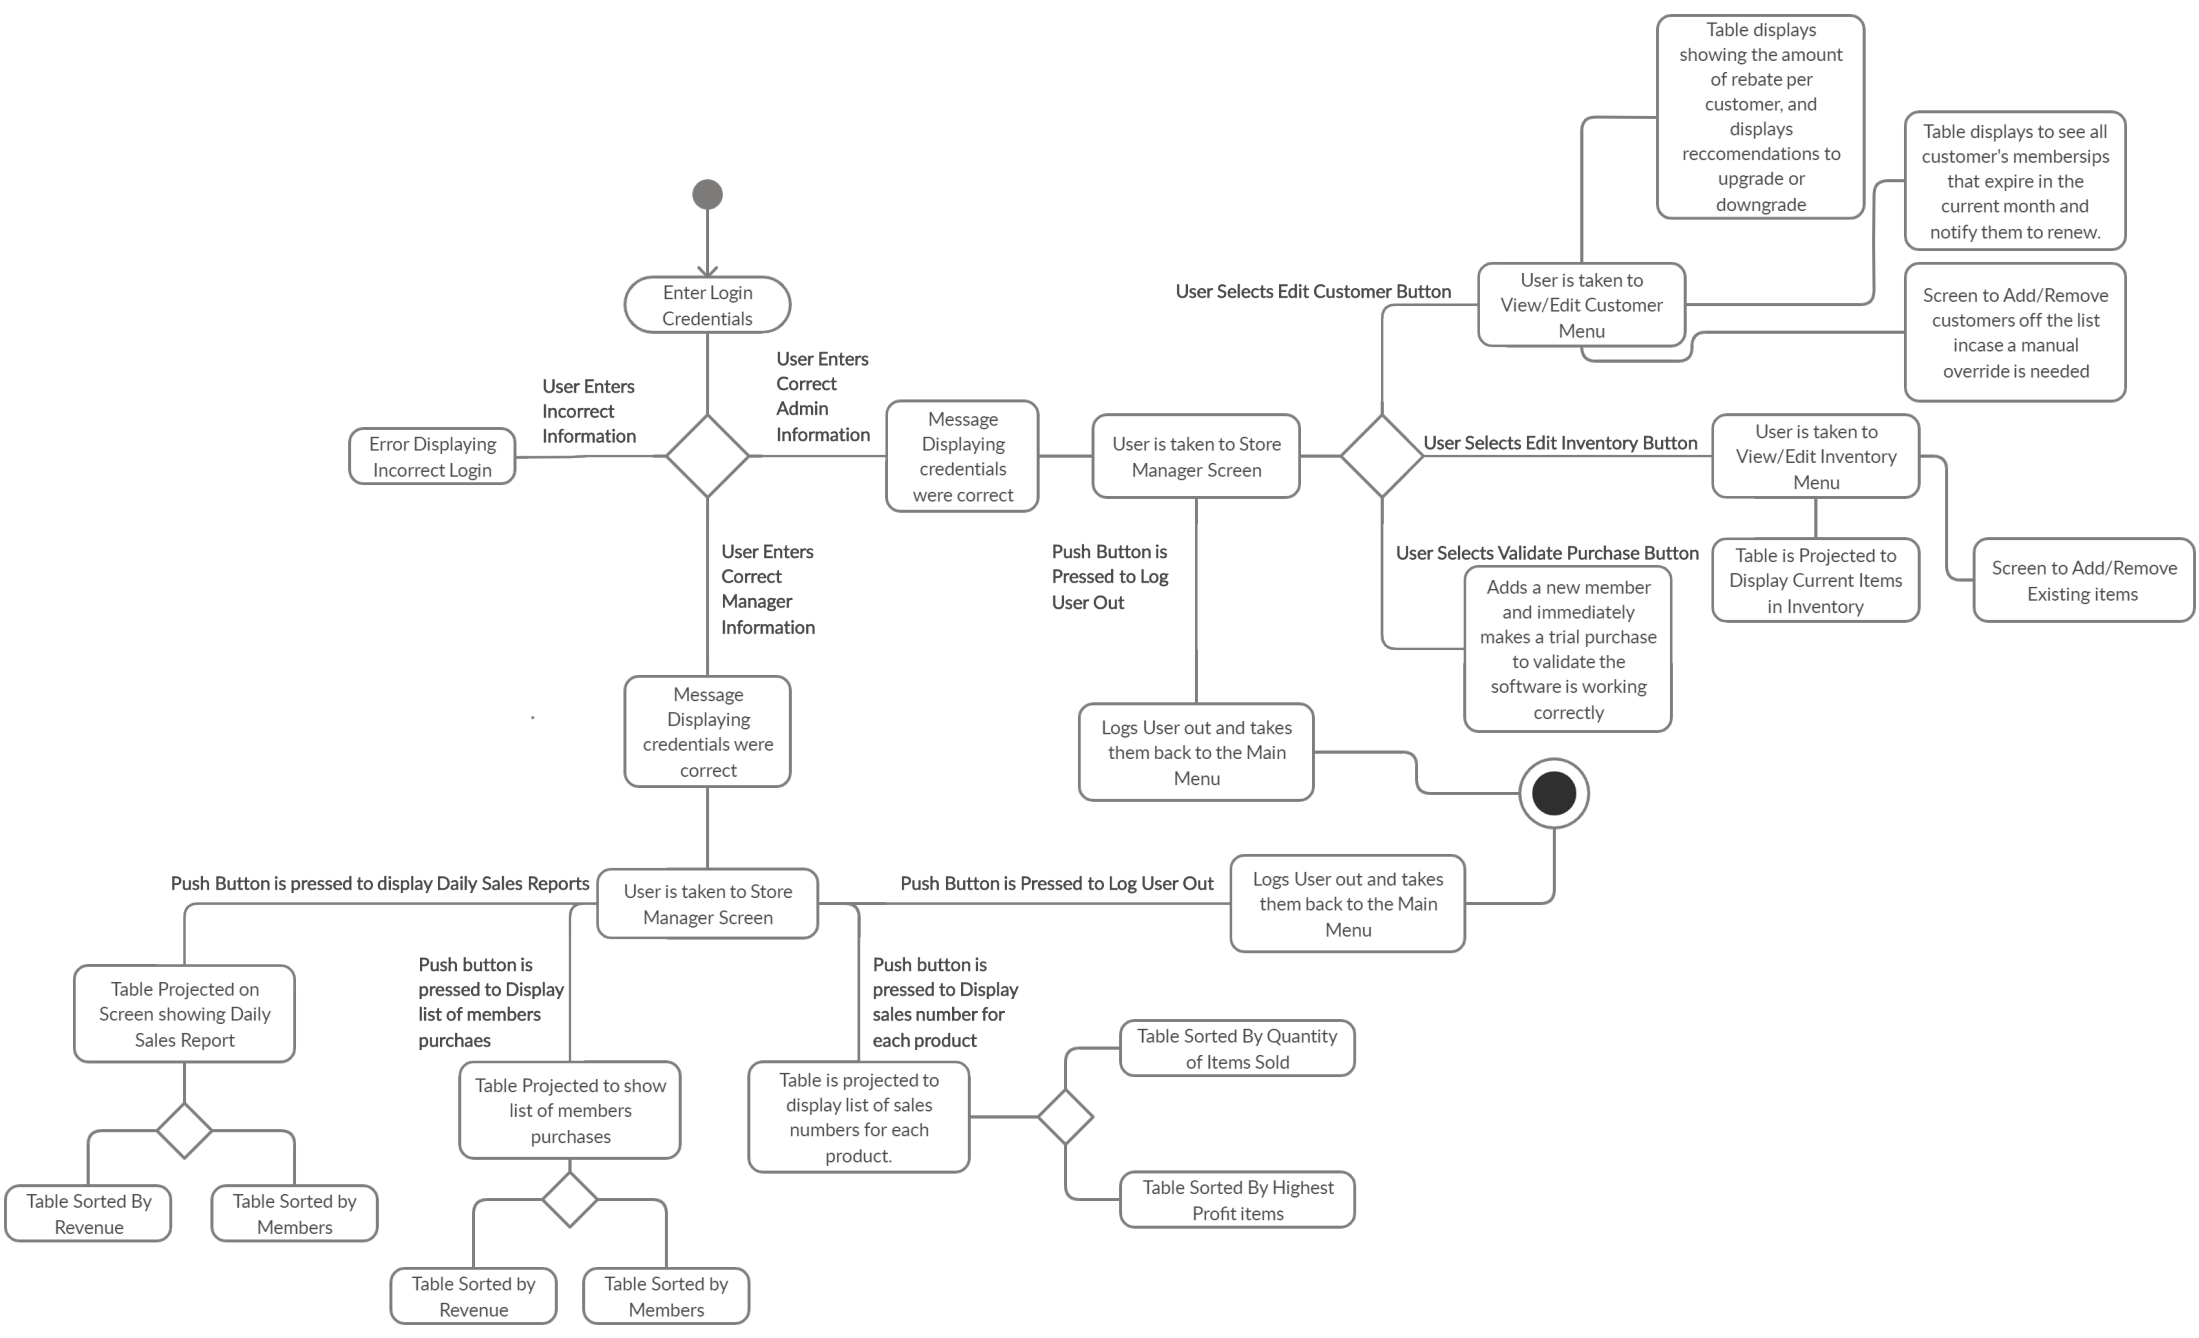 Table displays
showing the amount
of rebate per
customer, and
displays
reccomendations to
upgrade or
downgrade
Table displays to see all
customer's membersips
that expire in the
current month and
notify them to renew.
Enter Login
Credentials
User Selects Edit Customer Button
User is taken to
View/Edit Customer
Menu
Screen to Add/Remove
customers off the list
incase a manual
override is needed
User Enters
Incorrect
Information
User Enters
Correct
Admin
Information
Error Displaying
Incorrect Login
Message
Displaying
credentials
were correct
User is taken to Store
Manager Screen
User Selects Edit Inventory Button
User is taken to
View/Edit Inventory
Menu
User Enters
Correct
Manager
Information
Push Button is
Pressed to Log
User Out
User Selects Validate Purchase Button
Adds a new member
and immediately
makes a trial purchase
to validate the
software is working
correctly
Table is Projected to
Display Current Items
in Inventory
Screen to Add/Remove
Existing items
Message
Displaying
credentials were
correct
Logs User out and takes
them back to the Main
Menu
Push Button is pressed to display Daily Sales Reports
User is taken to Store
Manager Screen
Push Button is Pressed to Log User Out
Logs User out and takes
them back to the Main
Menu
Table Projected on
Screen showing Daily
Sales Report
Push button is
pressed to Display
list of members
purchaes
Push button is
pressed to Display
sales number for
each product
Table Projected to show
list of members
purchases
Table is projected to
display list of sales
numbers for each
product.
Table Sorted By Quantity
of Items Sold
Table Sorted By Highest
Profit items
Table Sorted By
Revenue
Table Sorted by
Members
Table Sorted by
Revenue
Table Sorted by
Members